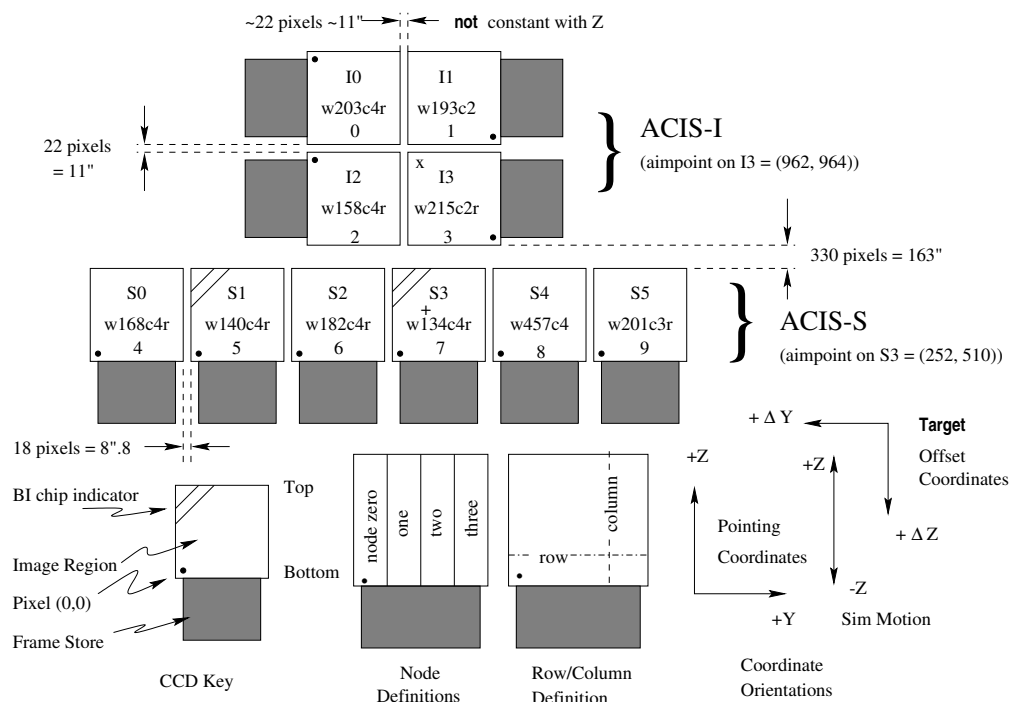 ~22 pixels ~11" not constant with Z
I0 I1
w203c4r w193c2
0 1
ACIS-I
(aimpoint on I3 = (962, 964))
22 pixels
= 11"
x
I2 I3
w158c4r w215c2r
2 3
330 pixels = 163"
S0 S1 S2 S3 S4 S5
+
w168c4r w140c4r w182c4r w134c4r w457c4 w201c3r
4 5 6 7 8 9
ACIS-S
(aimpoint on S3 = (252, 510))
18 pixels = 8".8
BI chip indicator
Image Region
Pixel (0,0)
Frame Store
Top
Bottom
CCD Key
node zero
one
two
three
Node
Definitions
column
row
Row/Column
Definition
+ Δ Y
Target
Offset
Coordinates
+ Δ Z
+Z
Pointing
Coordinates
+Y
+Z
-Z
Sim Motion
Coordinate
Orientations